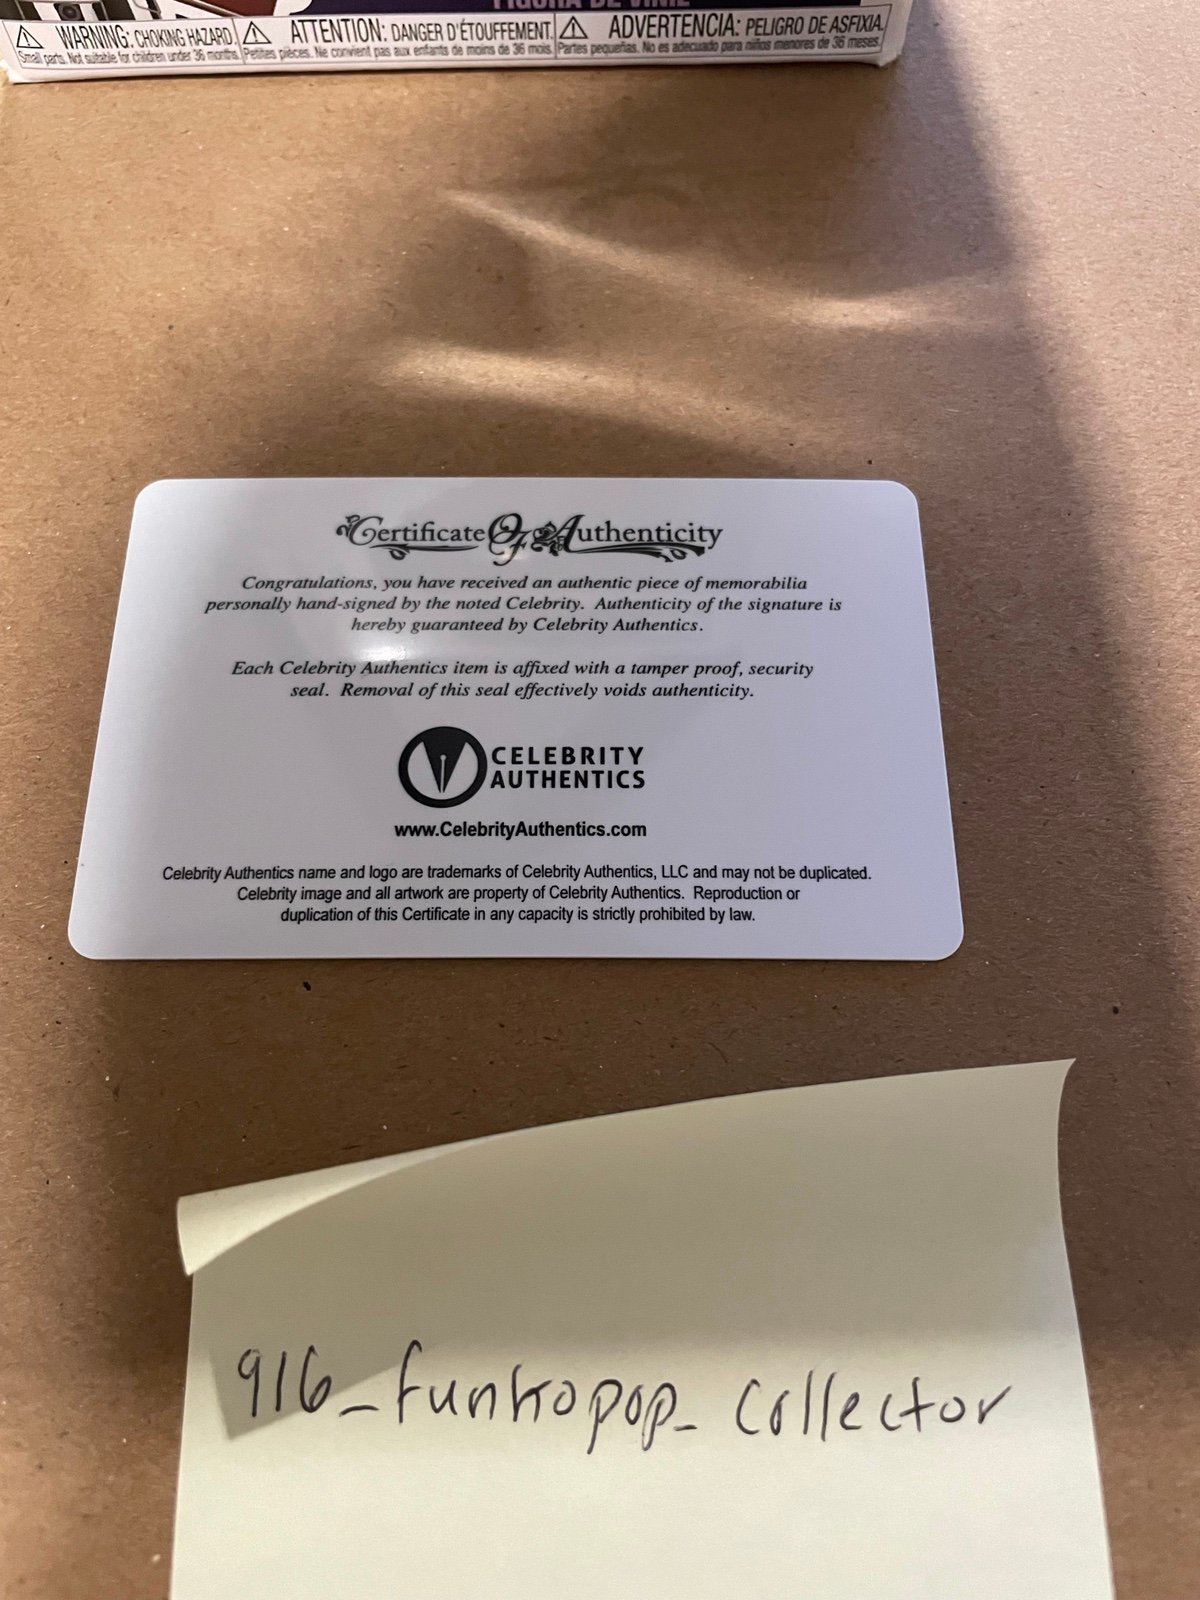 FIGURA DE VINIL
WARNING: CHOKING HAZARD.
Small parts. Not suitable for children under 36 months.
ATTENTION: DANGER D'ÉTOUFFEMENT.
Petites pièces. Ne convient pas aux enfants de moins de 36 mois.
ADVERTENCIA: PELIGRO DE ASFIXIA.
Partes pequeñas. No es adecuado para niños menores de 36 meses.
Certificate Of Authenticity
Congratulations, you have received an authentic piece of memorabilia
personally hand-signed by the noted Celebrity. Authenticity of the signature is
hereby guaranteed by Celebrity Authentics.
Each Celebrity Authentics item is affixed with a tamper proof, security
seal. Removal of this seal effectively voids authenticity.
CELEBRITY
AUTHENTICS
www.CelebrityAuthentics.com
Celebrity Authentics name and logo are trademarks of Celebrity Authentics, LLC and may not be duplicated.
Celebrity image and all artwork are property of Celebrity Authentics. Reproduction or
duplication of this Certificate in any capacity is strictly prohibited by law.
916_funkopop_collector